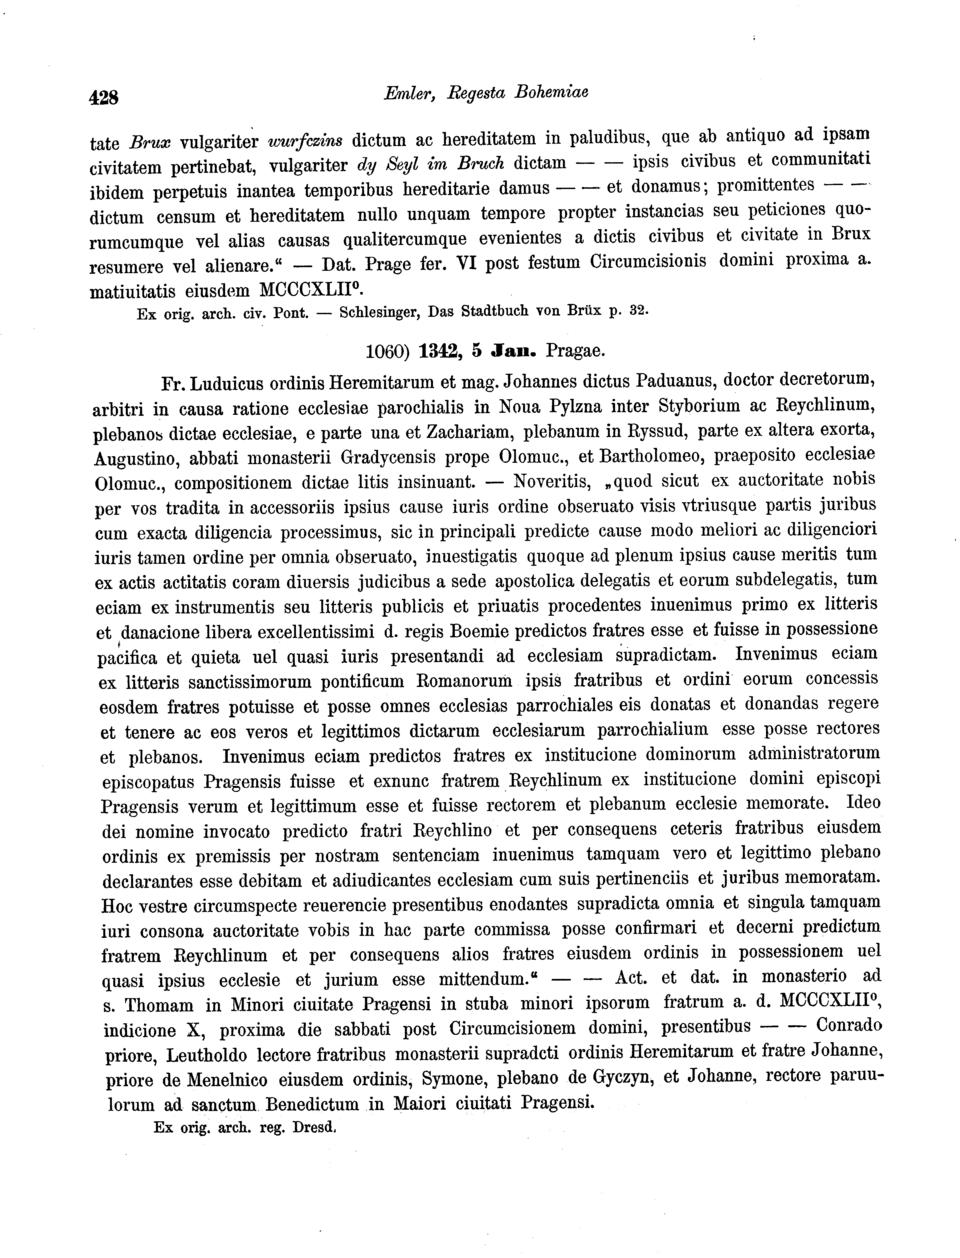 428
Emler, Regesta Bohemiae
tate Brux vulgariter wurfczins dictum ac hereditatem in paludibus, que ab antiquo ad ipsam
civitatem pertinebat, vulgariter dy Seyl im Bruch dictam — — ipsis civibus et communitati
ibidem perpetuis inantea temporibus hereditarie damus — — et donamus; promittentes — —
dictum censum et hereditatem nullo unquam tempore propter instancias seu peticiones quo-
rumcumque vel alias causas qualitercumque evenientes a dictis civibus et civitate in Brux
resumere vel alienare.“ — Dat. Prage fer. VI post festum Circumcisionis domini proxima a.
matiuitatis eiusdem MCCCXLII⁰.
Ex orig. arch. civ. Pont. — Schlesinger, Das Stadtbuch von Brüx p. 32.
1060) 1342, 5 Jan. Pragae.
Fr. Luduicus ordinis Heremitarum et mag. Johannes dictus Paduanus, doctor decretorum,
arbitri in causa ratione ecclesiae parochialis in Noua Pylzna inter Styborium ac Reychlinum,
plebanos dictae ecclesiae, e parte una et Zachariam, plebanum in Ryssud, parte ex altera exorta,
Augustino, abbati monasterii Gradycensis prope Olomuc., et Bartholomeo, praeposito ecclesiae
Olomuc., compositionem dictae litis insinuant. — Noveritis, „quod sicut ex auctoritate nobis
per vos tradita in accessoriis ipsius cause iuris ordine obseruato visis vtriusque partis juribus
cum exacta diligencia processimus, sic in principali predicte cause modo meliori ac diligenciori
iuris tamen ordine per omnia obseruato, inuestigatis quoque ad plenum ipsius cause meritis tum
ex actis actitatis coram diuersis judicibus a sede apostolica delegatis et eorum subdelegatis, tum
eciam ex instrumentis seu litteris publicis et priuatis procedentes inuenimus primo ex litteris
et danacione libera excellentissimi d. regis Boemie predictos fratres esse et fuisse in possessione
pacifica et quieta uel quasi iuris presentandi ad ecclesiam supradictam. Invenimus eciam
ex litteris sanctissimorum pontificum Romanorum ipsis fratribus et ordini eorum concessis
eosdem fratres potuisse et posse omnes ecclesias parrochiales eis donatas et donandas regere
et tenere ac eos veros et legittimos dictarum ecclesiarum parrochialium esse posse rectores
et plebanos. Invenimus eciam predictos fratres ex institucione dominorum administratorum
episcopatus Pragensis fuisse et exnunc fratrem Reychlinum ex institucione domini episcopi
Pragensis verum et legittimum esse et fuisse rectorem et plebanum ecclesie memorate. Ideo
dei nomine invocato predicto fratri Reychlino et per consequens ceteris fratribus eiusdem
ordinis ex premissis per nostram sentenciam inuenimus tamquam vero et legittimo plebano
declarantes esse debitam et adiudicantes ecclesiam cum suis pertinenciis et juribus memoratam.
Hoc vestre circumspecte reuerencie presentibus enodantes supradicta omnia et singula tamquam
iuri consona auctoritate vobis in hac parte commissa posse confirmari et decerni predictum
fratrem Reychlinum et per consequens alios fratres eiusdem ordinis in possessionem uel
quasi ipsius ecclesie et jurium esse mittendum.“ — — Act. et dat. in monasterio ad
s. Thomam in Minori ciuitate Pragensi in stuba minori ipsorum fratrum a. d. MCCCXLII⁰,
indicione X, proxima die sabbati post Circumcisionem domini, presentibus — — Conrado
priore, Leutholdo lectore fratribus monasterii supradcti ordinis Heremitarum et fratre Johanne,
priore de Menelnico eiusdem ordinis, Symone, plebano de Gyczyn, et Johanne, rectore paruu-
lorum ad sanctum Benedictum in Maiori ciuitati Pragensi.
Ex orig. arch. reg. Dresd.